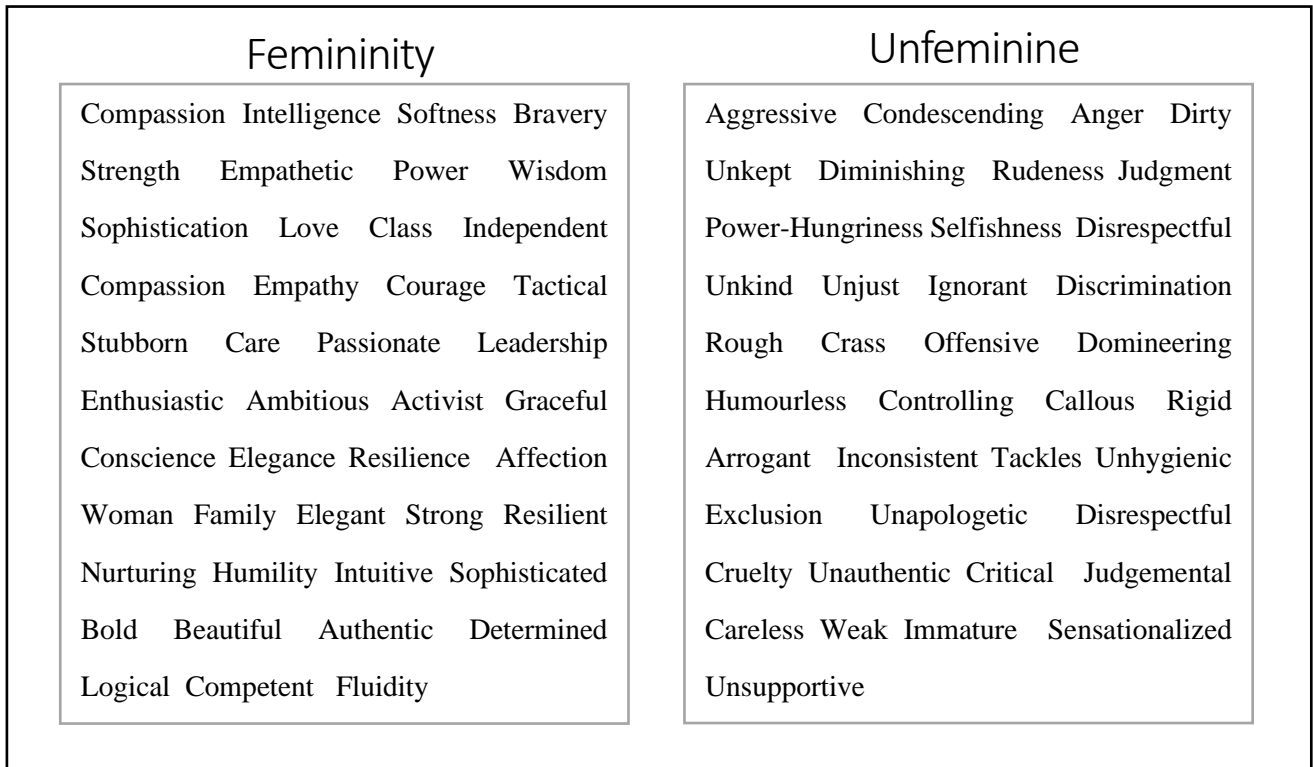 Femininity
Compassion Intelligence Softness Bravery
Strength Empathetic Power Wisdom
Sophistication Love Class Independent
Compassion Empathy Courage Tactical
Stubborn Care Passionate Leadership
Enthusiastic Ambitious Activist Graceful
Conscience Elegance Resilience Affection
Woman Family Elegant Strong Resilient
Nurturing Humility Intuitive Sophisticated
Bold Beautiful Authentic Determined
Logical Competent Fluidity
Unfeminine
Aggressive Condescending Anger Dirty
Unkept Diminishing Rudeness Judgment
Power-Hungriness Selfishness Disrespectful
Unkind Unjust Ignorant Discrimination
Rough Crass Offensive Domineering
Humourless Controlling Callous Rigid
Arrogant Inconsistent Tackles Unhygienic
Exclusion Unapologetic Disrespectful
Cruelty Unauthentic Critical Judgemental
Careless Weak Immature Sensationalized
Unsupportive